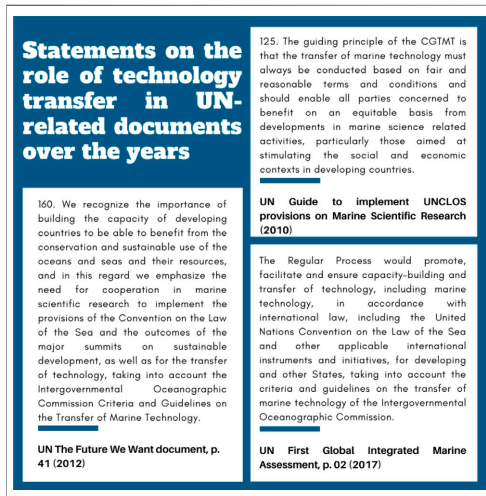 Statements on the
role of technology
transfer in UN-
related documents
over the years
160. We recognize the importance of
building the capacity of developing
countries to be able to benefit from the
conservation and sustainable use of the
oceans and seas and their resources,
and in this regard we emphasize the
need for cooperation in marine
scientific research to implement the
provisions of the Convention on the Law
of the Sea and the outcomes of the
major summits on sustainable
development, as well as for the transfer
of technology, taking into account the
Intergovernmental Oceanographic
Commission Criteria and Guidelines on
the Transfer of Marine Technology.
UN The Future We Want document, p.
41 (2012)
125. The guiding principle of the CGTMT is
that the transfer of marine technology must
always be conducted based on fair and
reasonable terms and conditions and
should enable all parties concerned to
benefit on an equitable basis from
developments in marine science related
activities, particularly those aimed at
stimulating the social and economic
contexts in developing countries.
UN Guide to implement UNCLOS
provisions on Marine Scientific Research
(2010)
The Regular Process would promote,
facilitate and ensure capacity-building and
transfer of technology, including marine
technology, in accordance with
international law, including the United
Nations Convention on the Law of the Sea
and other applicable international
instruments and initiatives, for developing
and other States, taking into account the
criteria and guidelines on the transfer of
marine technology of the Intergovernmental
Oceanographic Commission.
UN First Global Integrated Marine
Assessment, p. 02 (2017)